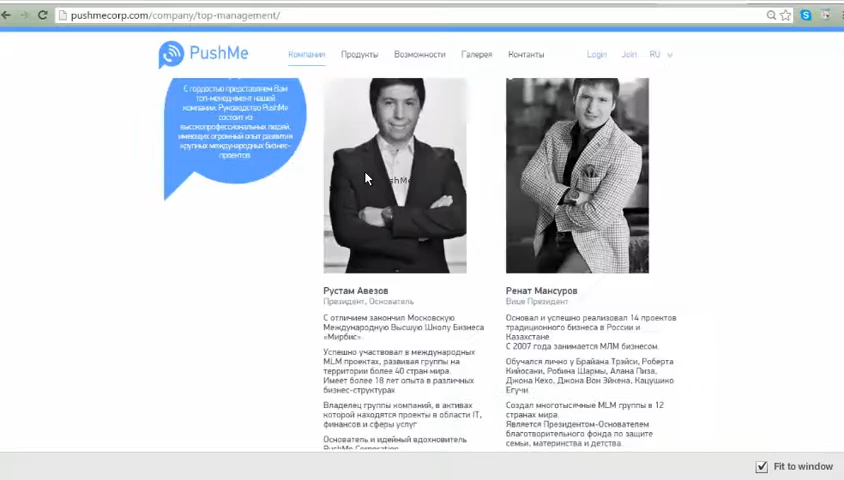 pushmecorp.com/company/top-management/
PushMe
Компания Продукты Возможности Галерея Контакты Login Join RU
С гордостью представляем Вам
топ-менеджмент нашей
компании. Руководство PushMe
состоит из
высокопрофессиональных людей,
имеющих огромный опыт развития
крупных международных бизнес-
проектов
Рустам Авезов
Президент, Основатель
С отличием закончил Московскую
Международную Высшую Школу Бизнеса
«Мирбис».
Успешно участвовал в международных
MLM проектах, развивая группы на
территории более 40 стран мира.
Имеет более 18 лет опыта в различных
бизнес-структурах
Владелец группы компаний, в активах
которой находятся проекты в области IT,
финансов и сферы услуг
Основатель и идейный вдохновитель
PushMe Corporation
Ренат Мансуров
Вице Президент
Основал и успешно реализовал 14 проектов
традиционного бизнеса в России и
Казахстане
С 2007 года занимается МЛМ бизнесом.
Обучался лично у Брайана Трэйси, Роберта
Кийосаки, Робина Шармы, Алана Пиза,
Джона Кехо, Джона Вон Эйкена, Кацушико
Егучи
Создал многотысячные MLM группы в 12
странах мира.
Является Президентом-Основателем
благотворительного фонда по защите
семьи, материнства и детства.
Fit to window